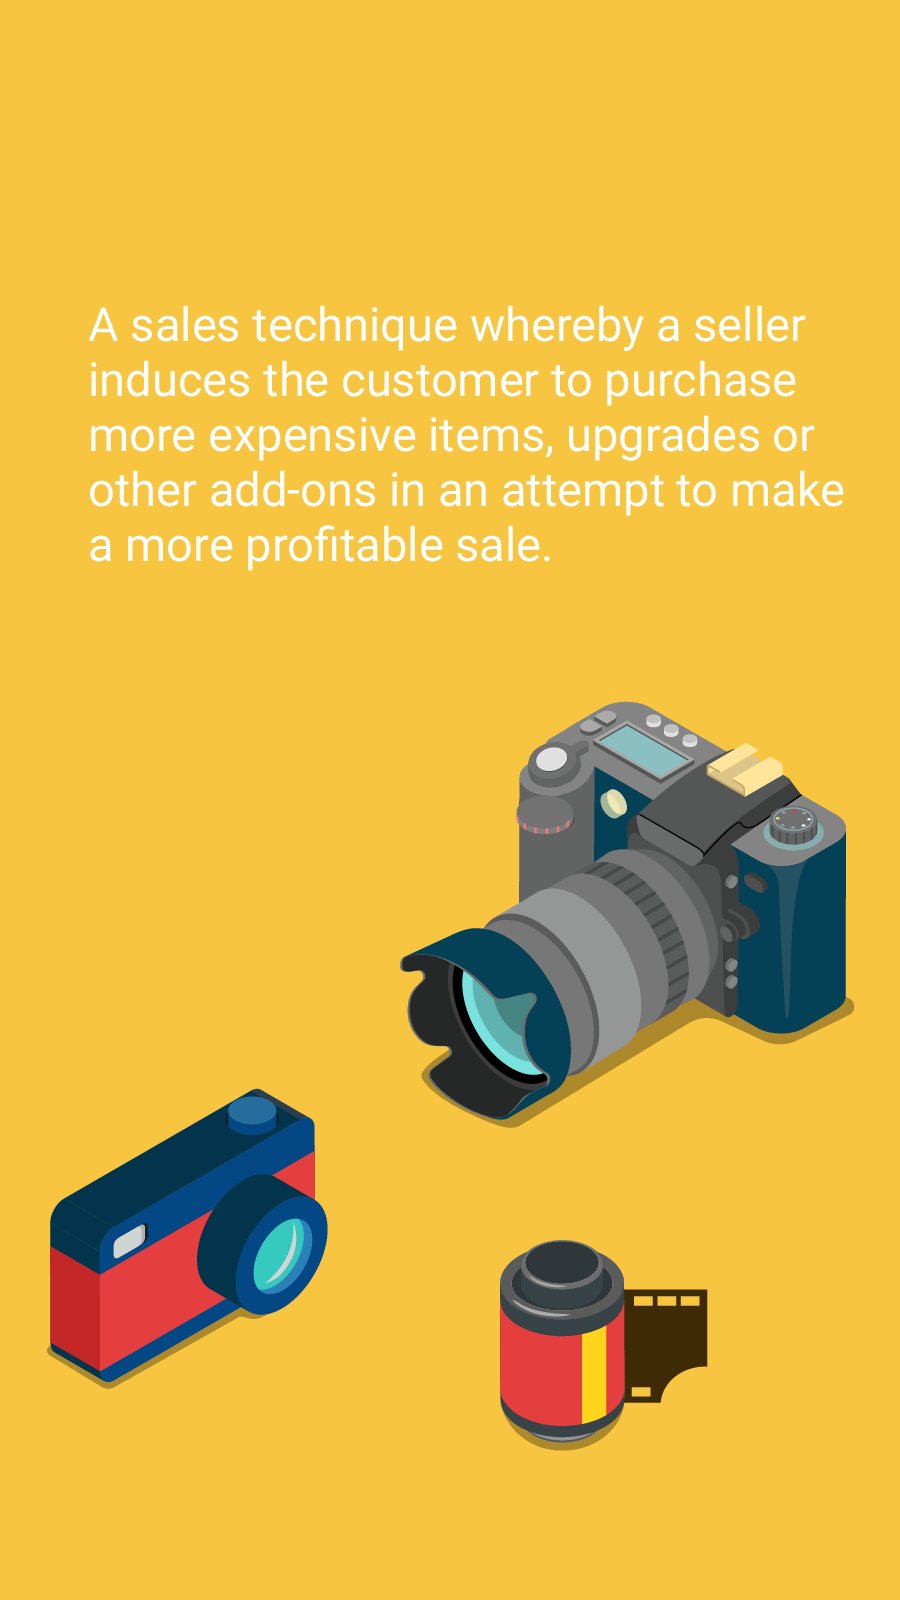 A sales technique whereby a seller
induces the customer to purchase
more expensive items, upgrades or
other add-ons in an attempt to make
a more profitable sale.